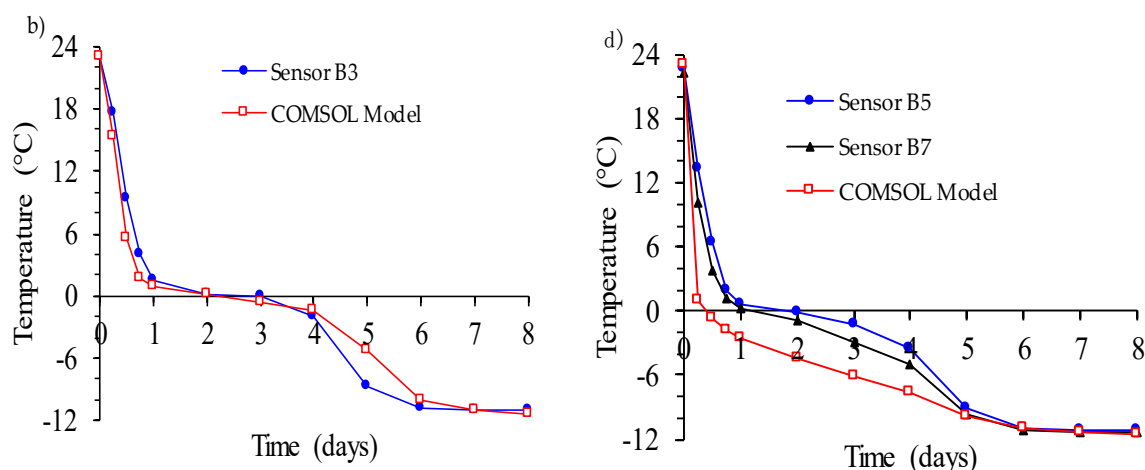 b)
24
18
12
6
0
-6
-12
Temperature (°C)
0 1 2 3 4 5 6 7 8
Time (days)
Sensor B3
COMSOL Model
d)
24
18
12
6
0
-6
-12
Temperature (°C)
0 1 2 3 4 5 6 7 8
Time (days)
Sensor B5
Sensor B7
COMSOL Model